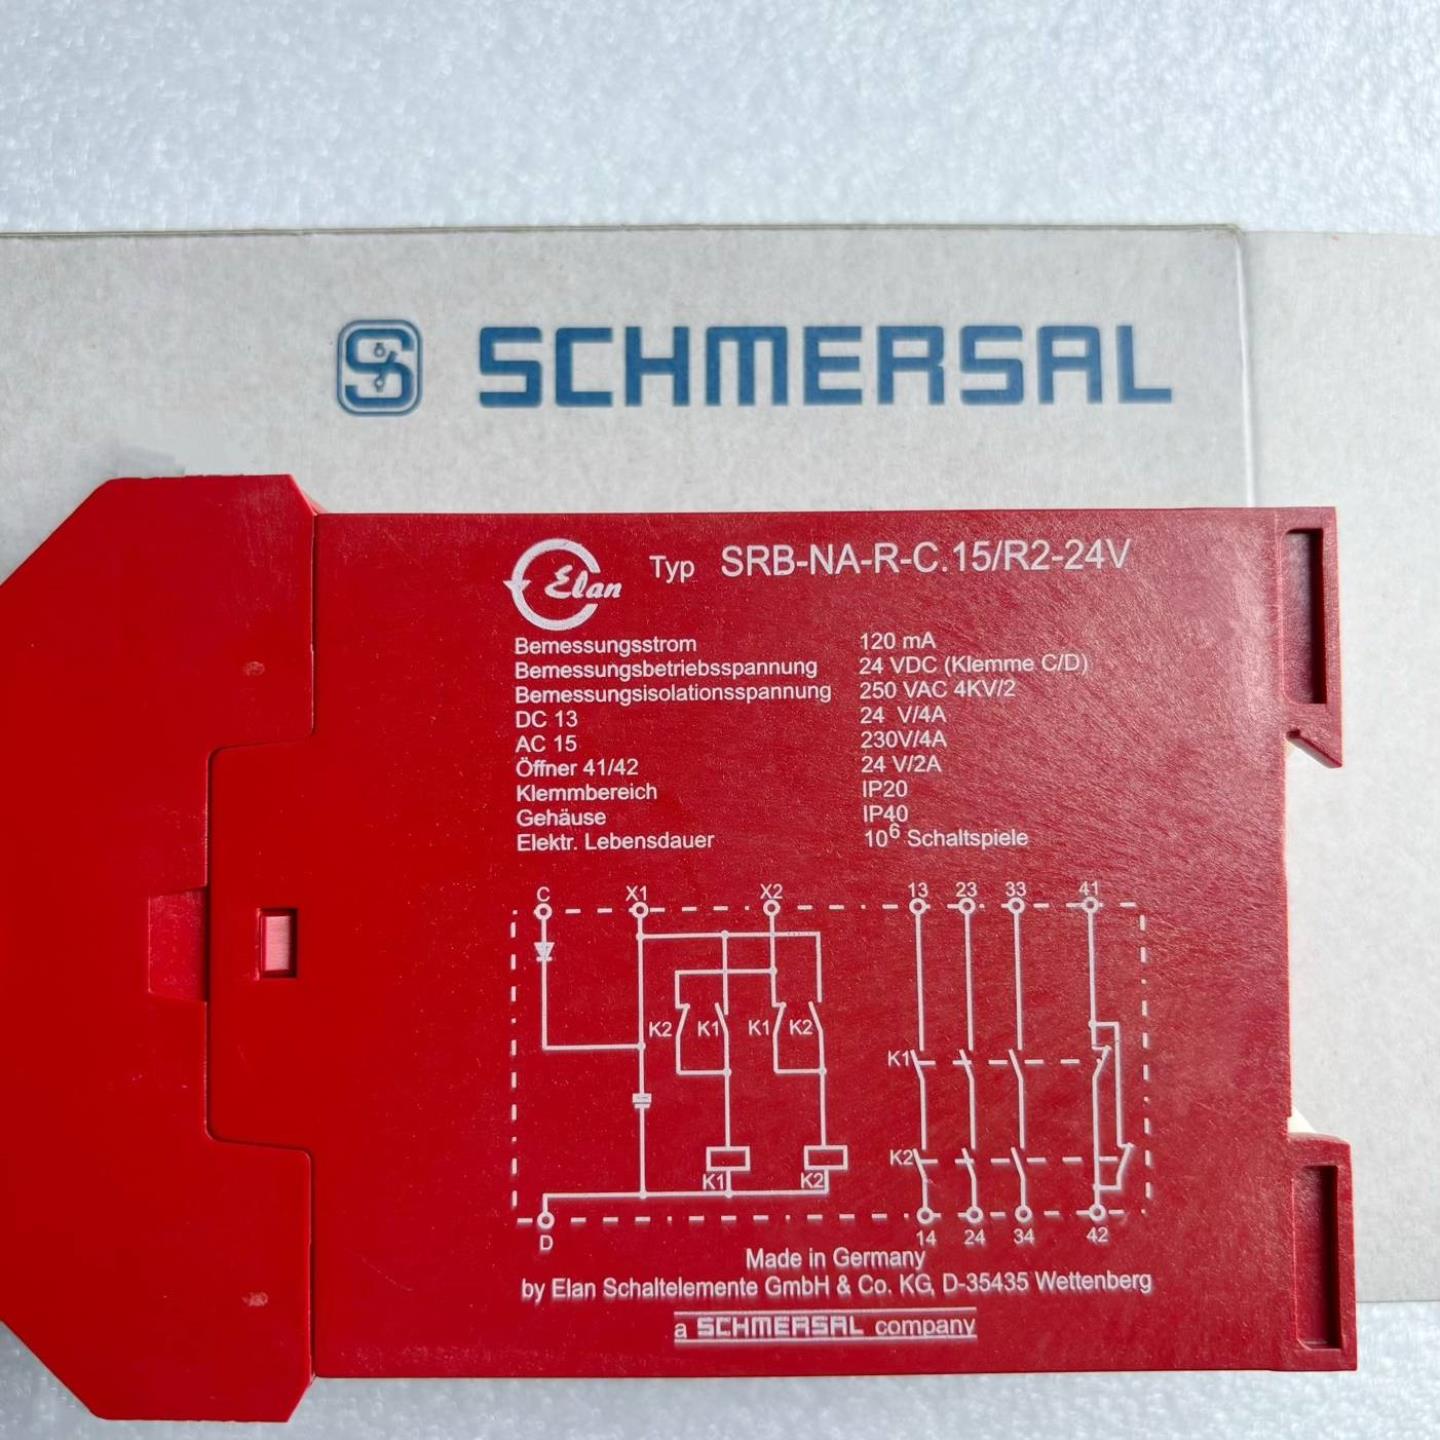 SCHMERSAL
Elan Typ SRB-NA-R-C.15/R2-24V
Bemessungsstrom 120 mA
Bemessungsbetriebsspannung 24 VDC (Klemme C/D)
Bemessungsisolationsspannung 250 VAC 4KV/2
DC 13 24 V/4A
AC 15 230V/4A
Öffner 41/42 24 V/2A
Klemmbereich IP20
Gehäuse IP40
Elektr. Lebensdauer 10⁶ Schaltspiele
C X1 X2 13 23 33 41
K2 K1 K1 K2
K1
K2
K1 K2
D 14 24 34 42
Made in Germany
by Elan Schaltelemente GmbH & Co. KG, D-35435 Wettenberg
a SCHMERSAL company